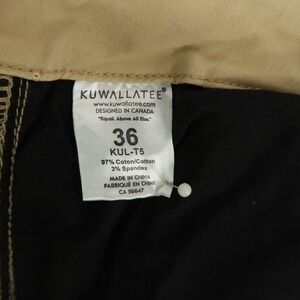 KUWALLATEE®
www.kuwallatee.com
DESIGNED IN CANADA
"Equal. Above All Else."
36
KUL-T5
97% Coton/Cotton
3% Spandex
MADE IN CHINA
FABRIQUÉ EN CHINE
CA 56647